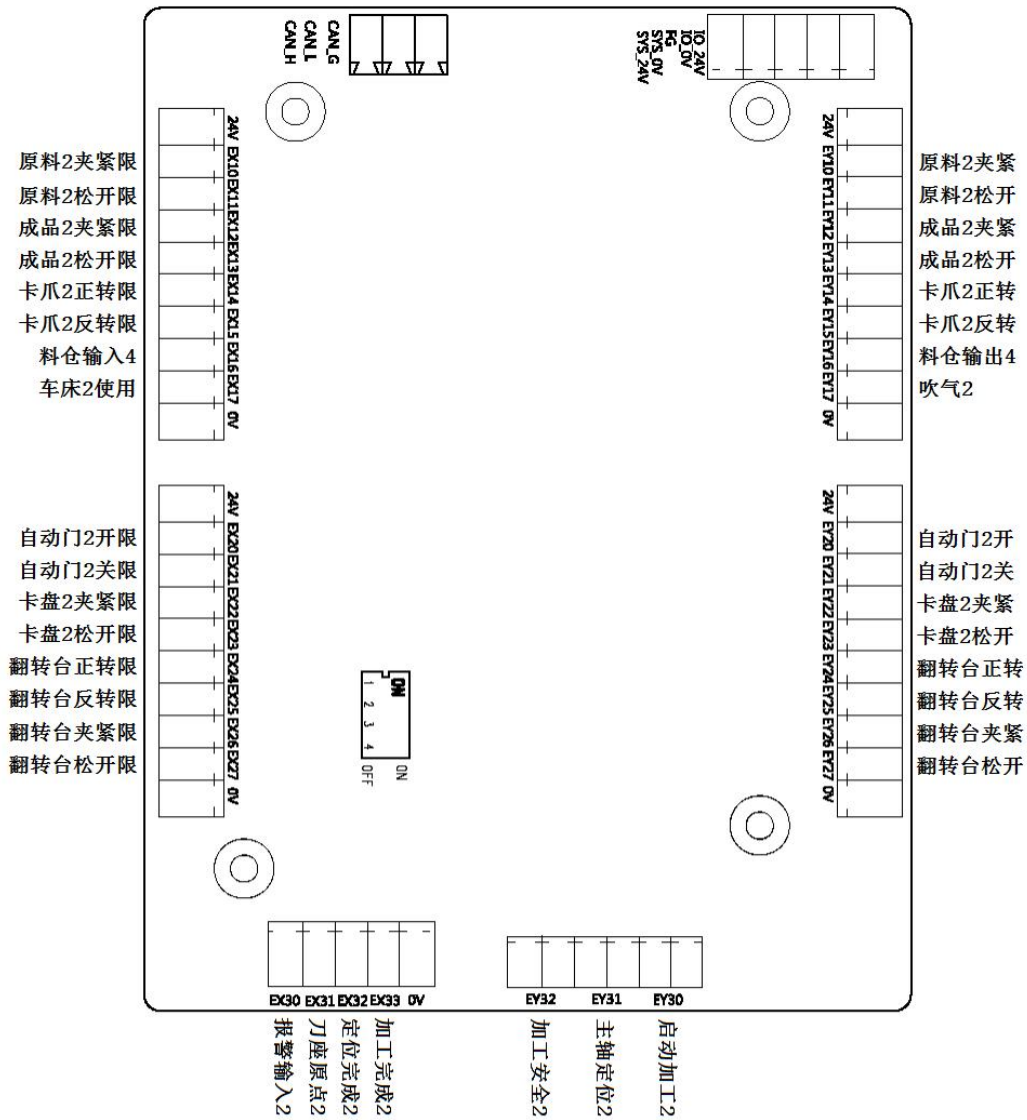 CAN_G
CAN_L
CAN_H
IO_24V
IO_0V
FG
SYS_0V
SYS_24V
24V
EX10
EX11
EX12
EX13
EX14
EX15
EX16
EX17
0V
原料2夹紧限
原料2松开限
成品2夹紧限
成品2松开限
卡爪2正转限
卡爪2反转限
料仓输入4
车床2使用
24V
EY10
EY11
EY12
EY13
EY14
EY15
EY16
EY17
0V
原料2夹紧
原料2松开
成品2夹紧
成品2松开
卡爪2正转
卡爪2反转
料仓输出4
吹气2
24V
EX20
EX21
EX22
EX23
EX24
EX25
EX26
EX27
0V
自动门2开限
自动门2关限
卡盘2夹紧限
卡盘2松开限
翻转台正转限
翻转台反转限
翻转台夹紧限
翻转台松开限
24V
EY20
EY21
EY22
EY23
EY24
EY25
EY26
EY27
0V
自动门2开
自动门2关
卡盘2夹紧
卡盘2松开
翻转台正转
翻转台反转
翻转台夹紧
翻转台松开
ON
1
2
3
4
OFF
ON
EX30 EX31 EX32 EX33 0V
报警输入2
刀座原点2
定位完成2
加工完成2
EY32 EY31 EY30
加工安全2
主轴定位2
启动加工2